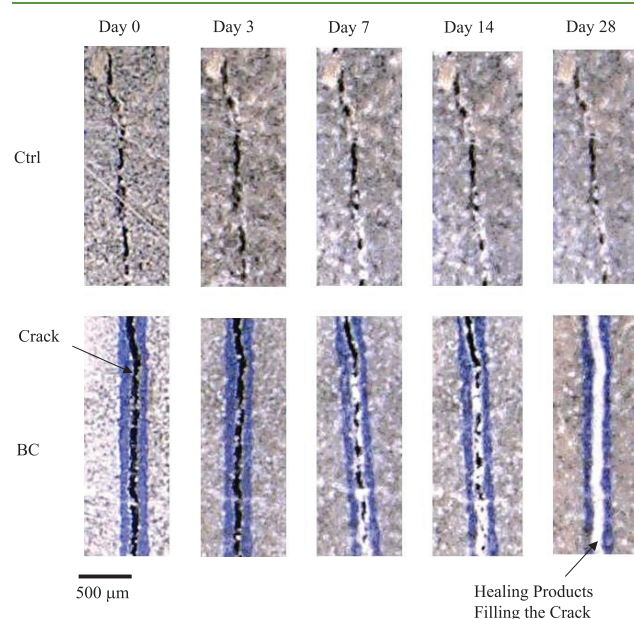 Day 0
Day 3
Day 7
Day 14
Day 28
Ctrl
Crack
BC
500 μm
Healing Products
Filling the Crack